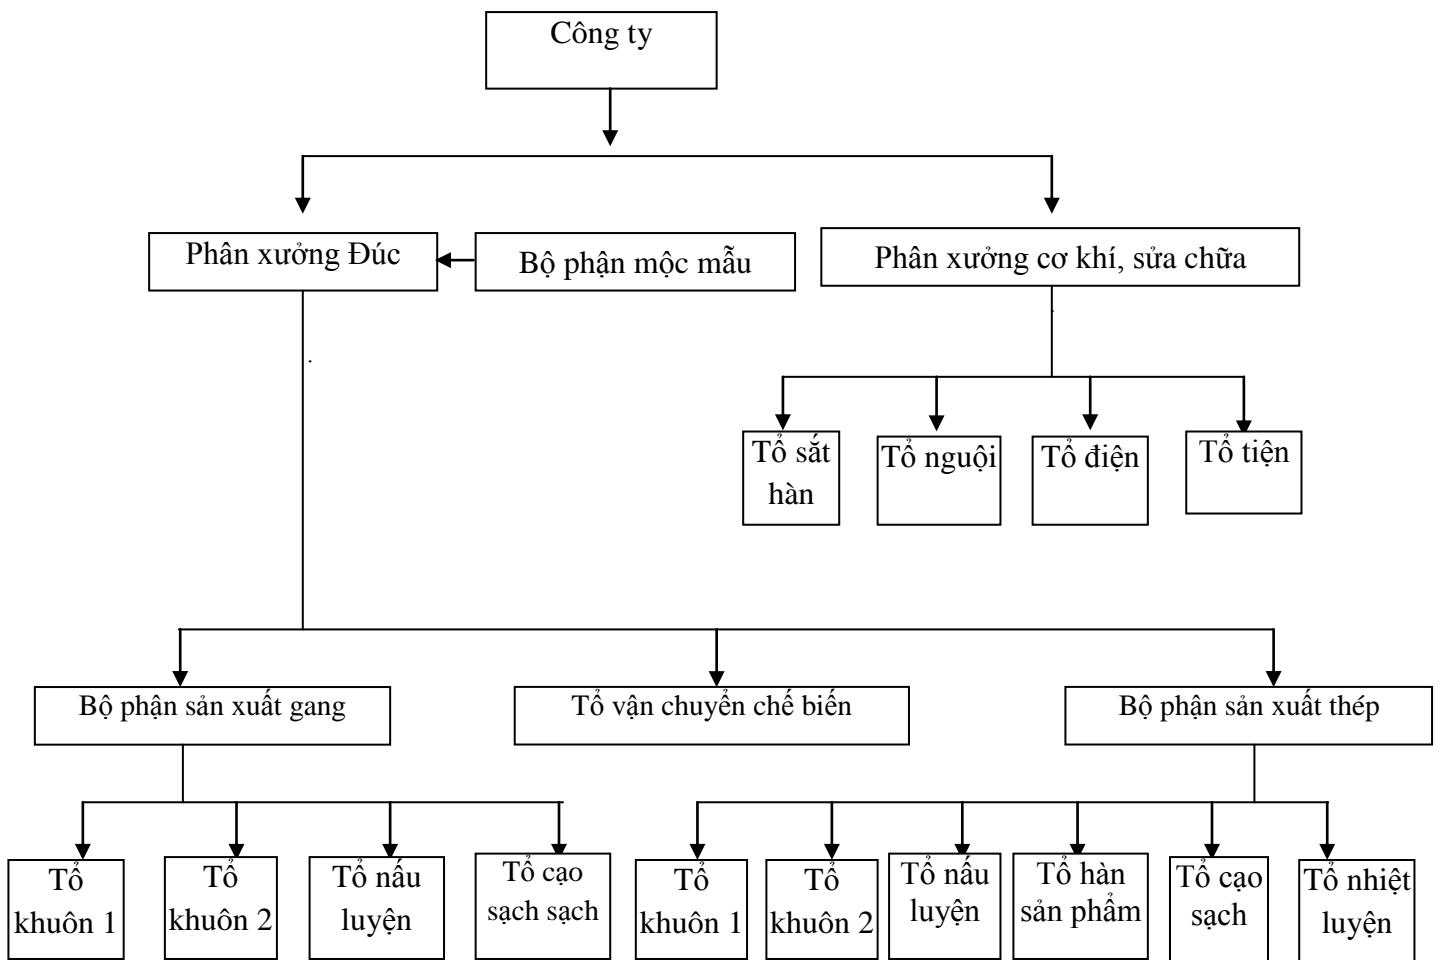 Công ty
Phân xưởng Đúc
Bộ phận mộc mẫu
Phân xưởng cơ khí, sửa chữa
Tổ sắt
hàn
Tổ nguội
Tổ điện
Tổ tiện
Bộ phận sản xuất gang
Tổ vận chuyển chế biến
Bộ phận sản xuất thép
Tổ
khuôn 1
Tổ
khuôn 2
Tổ nấu
luyện
Tổ cạo
sạch sạch
Tổ
khuôn 1
Tổ
khuôn 2
Tổ nấu
luyện
Tổ hàn
sản phẩm
Tổ cạo
sạch
Tổ nhiệt
luyện